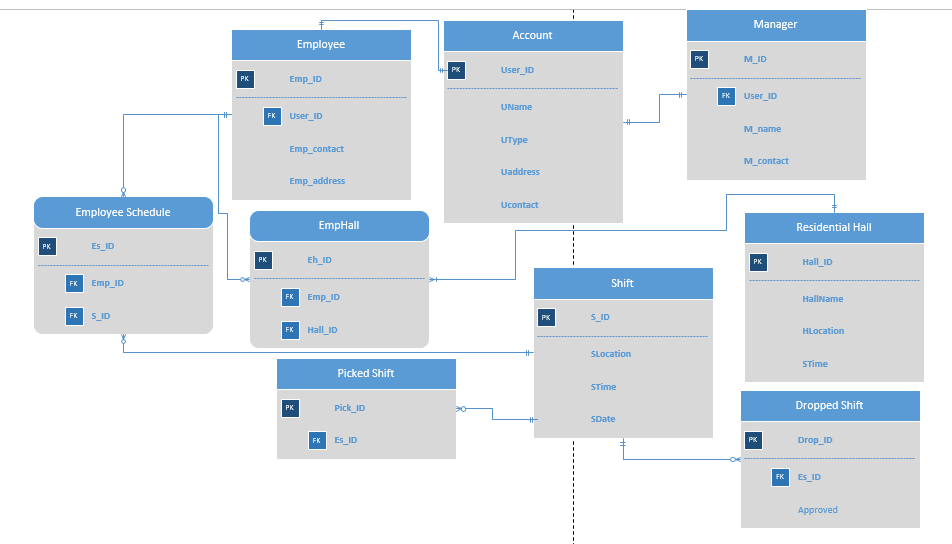 Employee
PK Emp_ID
FK User_ID
Emp_contact
Emp_address
Account
PK User_ID
UName
UType
Uaddress
Ucontact
Manager
PK M_ID
FK User_ID
M_name
M_contact
Employee Schedule
PK Es_ID
FK Emp_ID
FK S_ID
EmpHall
PK Eh_ID
FK Emp_ID
FK Hall_ID
Residential Hall
PK Hall_ID
HallName
HLocation
STime
Shift
PK S_ID
SLocation
STime
SDate
Picked Shift
PK Pick_ID
FK Es_ID
Dropped Shift
PK Drop_ID
FK Es_ID
Approved